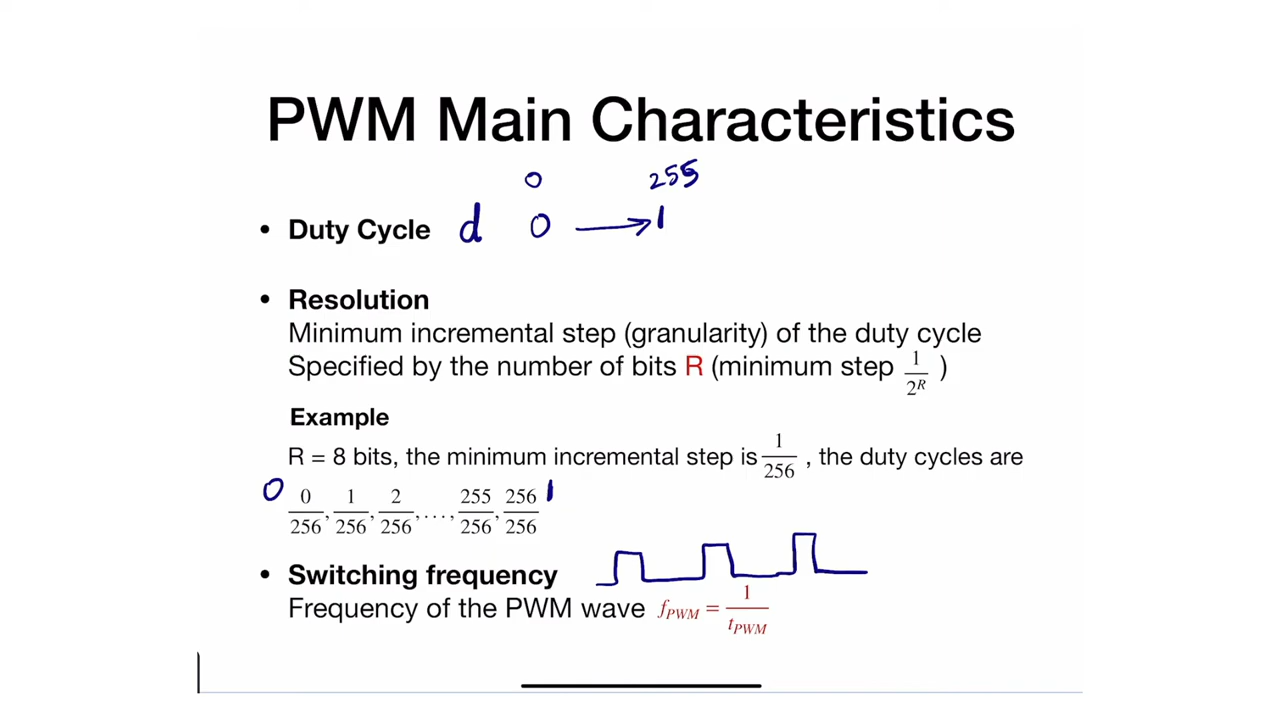 PWM Main Characteristics
0 255
• Duty Cycle d 0 → 1
• Resolution
Minimum incremental step (granularity) of the duty cycle
Specified by the number of bits R (minimum step 1/2^R )
Example
R = 8 bits, the minimum incremental step is 1/256 , the duty cycles are
0 0/256, 1/256, 2/256, ..., 255/256, 256/256 1
• Switching frequency
Frequency of the PWM wave f_PWM = 1/t_PWM